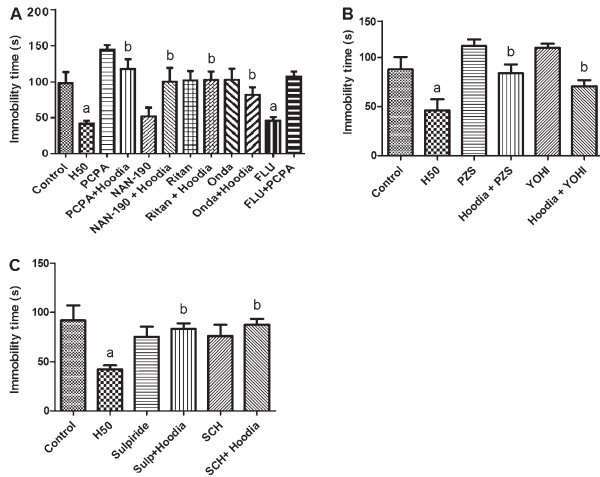 A
Immobility time (s)
200
150
100
50
0
a
b
b
b
b
a
Control
H50
PCPA
PCPA+Hoodia
NAN-190
NAN-190 + Hoodia
Ritan
Ritan + Hoodia
Onda
Onda+Hoodia
FLU
FLU+PCPA
B
Immobility time (s)
150
100
50
0
a
b
b
Control
H50
PZS
Hoodia + PZS
YOHI
Hoodia + YOHI
C
Immobility time (s)
150
100
50
0
a
b
b
Control
H50
Sulpiride
Sulp+Hoodia
SCH
SCH+ Hoodia